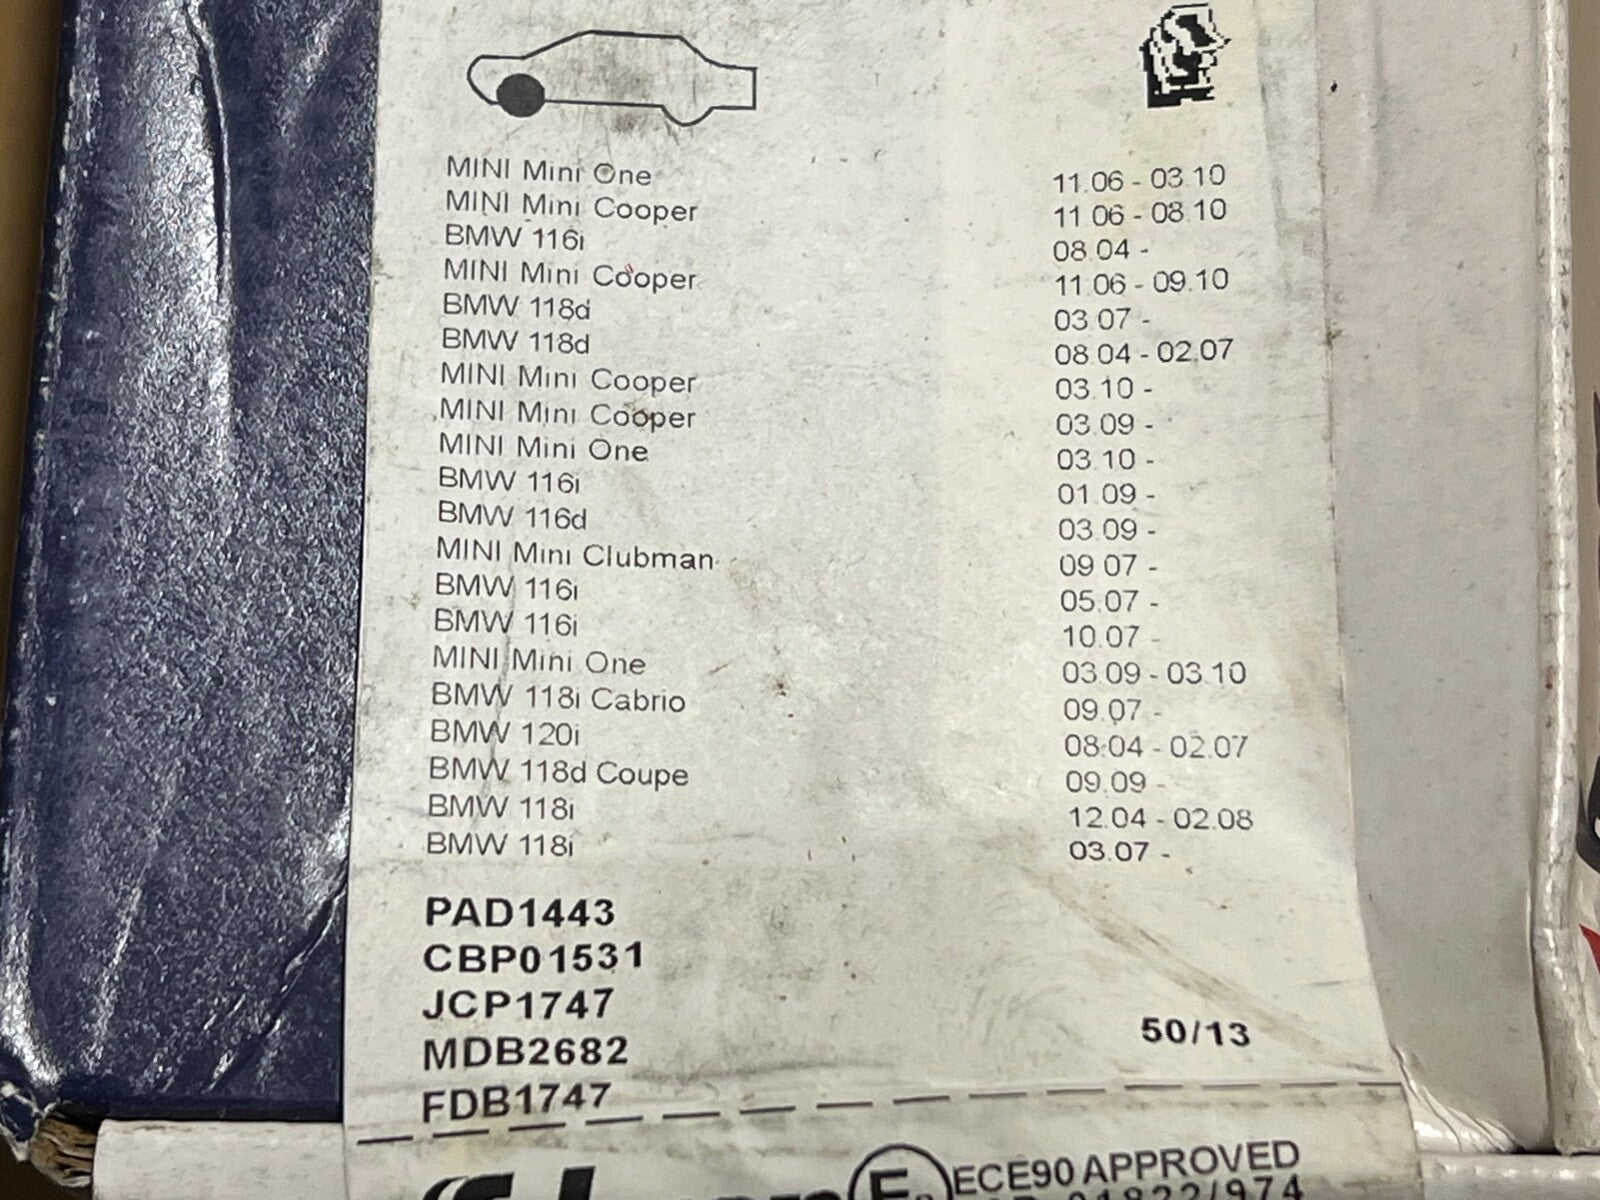 MINI Mini One 11.06 - 03.10
MINI Mini Cooper 11.06 - 08.10
BMW 116i 08.04 -
MINI Mini Cooper 11.06 - 09.10
BMW 118d 03.07 -
BMW 118d 08.04 - 02.07
MINI Mini Cooper 03.10 -
MINI Mini Cooper 03.09 -
MINI Mini One 03.10 -
BMW 116i 01.09 -
BMW 116d 03.09 -
MINI Mini Clubman 09.07 -
BMW 116i 05.07 -
BMW 116i 10.07 -
MINI Mini One 03.09 - 03.10
BMW 118i Cabrio 09.07 -
BMW 120i 08.04 - 02.07
BMW 118d Coupe 09.09 -
BMW 118i 12.04 - 02.08
BMW 118i 03.07 -
PAD1443
CBP01531
JCP1747
MDB2682
50/13
FDB1747
ECE90 APPROVED